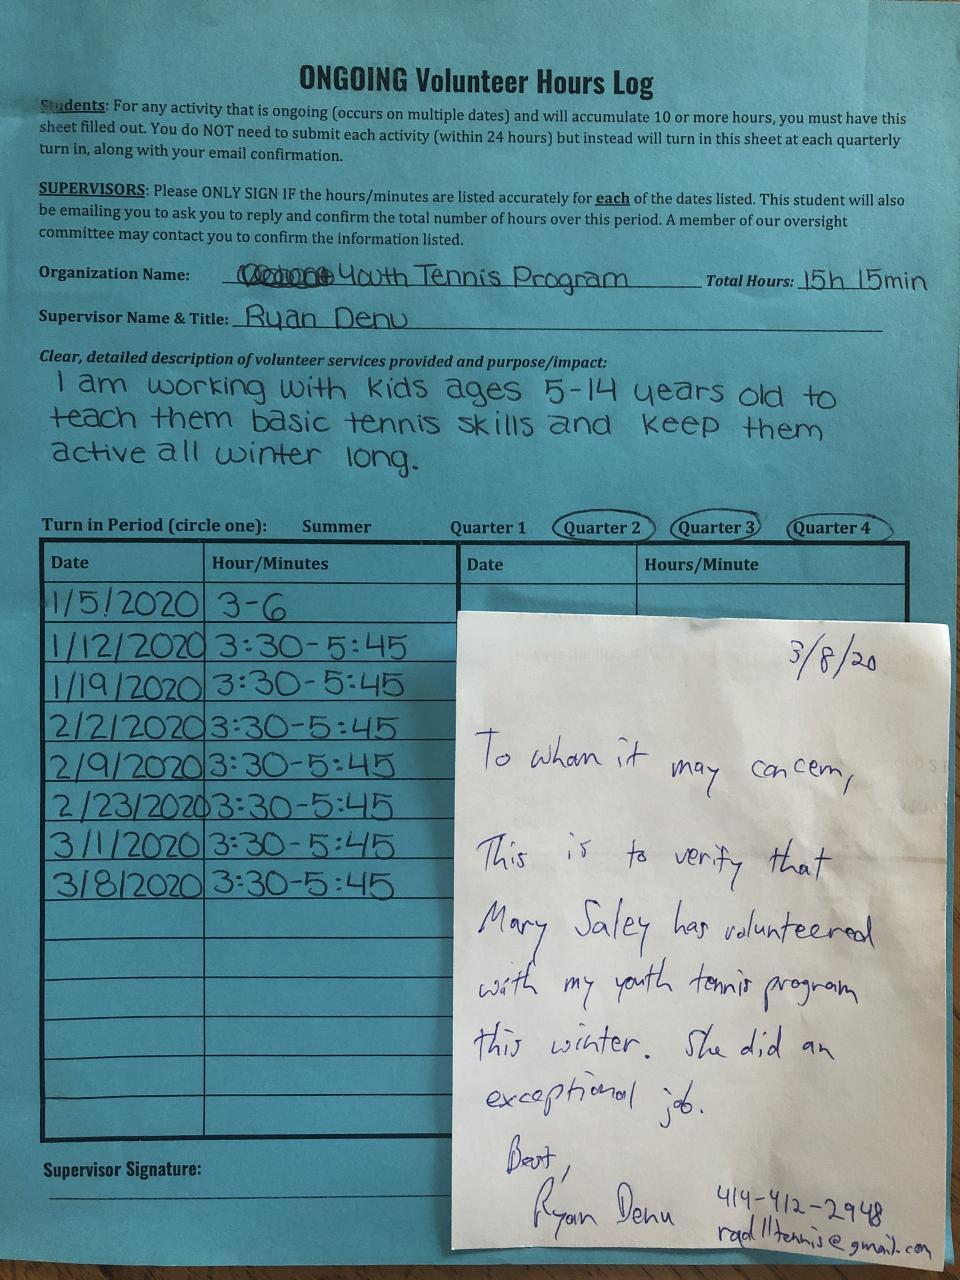 ONGOING Volunteer Hours Log
Students: For any activity that is ongoing (occurs on multiple dates) and will accumulate 10 or more hours, you must have this
sheet filled out. You do NOT need to submit each activity (within 24 hours) but instead will turn in this sheet at each quarterly
turn in, along with your email confirmation.
SUPERVISORS: Please ONLY SIGN IF the hours/minutes are listed accurately for each of the dates listed. This student will also
be emailing you to ask you to reply and confirm the total number of hours over this period. A member of our oversight
committee may contact you to confirm the information listed.
Organization Name: Youth Tennis Program Total Hours: 15h 15min
Supervisor Name & Title: Ryan Denu
Clear, detailed description of volunteer services provided and purpose/impact:
I am working with kids ages 5-14 years old to
teach them basic tennis skills and keep them
active all winter long.
Turn in Period (circle one): Summer Quarter 1 Quarter 2 Quarter 3 Quarter 4
Date Hour/Minutes Date Hours/Minute
1/5/2020 3-6
1/12/2020 3:30-5:45
1/19/2020 3:30-5:45
2/2/2020 3:30-5:45
2/9/2020 3:30-5:45
2/23/2020 3:30-5:45
3/1/2020 3:30-5:45
3/8/2020 3:30-5:45
Supervisor Signature:
3/8/20
To whom it may concern,
This is to verify that
Mary Saley has volunteered
with my youth tennis program
this winter. She did an
exceptional job.
Best,
Ryan Denu
414-412-2948
rqd11tennis@gmail.com